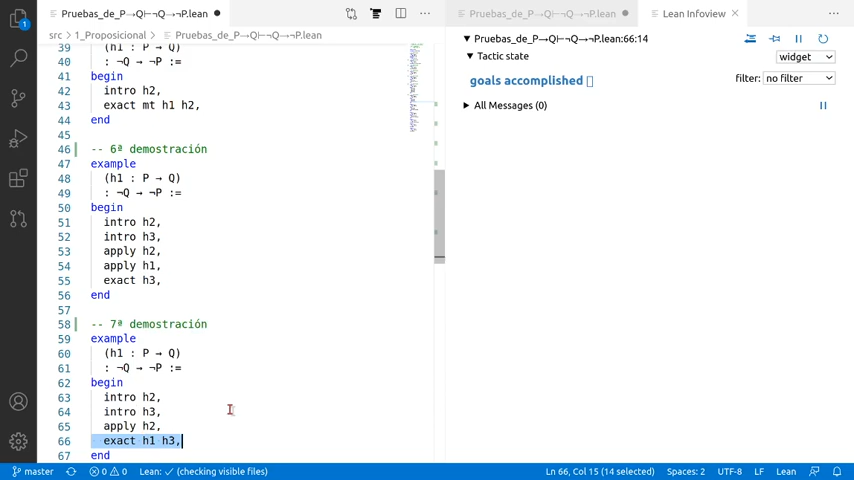 Pruebas_de_P→Q⊢¬Q→¬P.lean
Pruebas_de_P→Q⊢¬Q→¬P.lean
Lean Infoview
src > 1_Proposicional > Pruebas_de_P→Q⊢¬Q→¬P.lean
39 (h1 : P → Q)
40 : ¬Q → ¬P :=
41 begin
42 intro h2,
43 exact mt h1 h2,
44 end
45
46 -- 6ª demostración
47 example
48 (h1 : P → Q)
49 : ¬Q → ¬P :=
50 begin
51 intro h2,
52 intro h3,
53 apply h2,
54 apply h1,
55 exact h3,
56 end
57
58 -- 7ª demostración
59 example
60 (h1 : P → Q)
61 : ¬Q → ¬P :=
62 begin
63 intro h2,
64 intro h3,
65 apply h2,
66 exact h1 h3,
67 end
Pruebas_de_P→Q⊢¬Q→¬P.lean:66:14
Tactic state
widget
goals accomplished
filter: no filter
All Messages (0)
1
master
0 0
Lean: ✓ (checking visible files)
Ln 66, Col 15 (14 selected)
Spaces: 2
UTF-8
LF
Lean